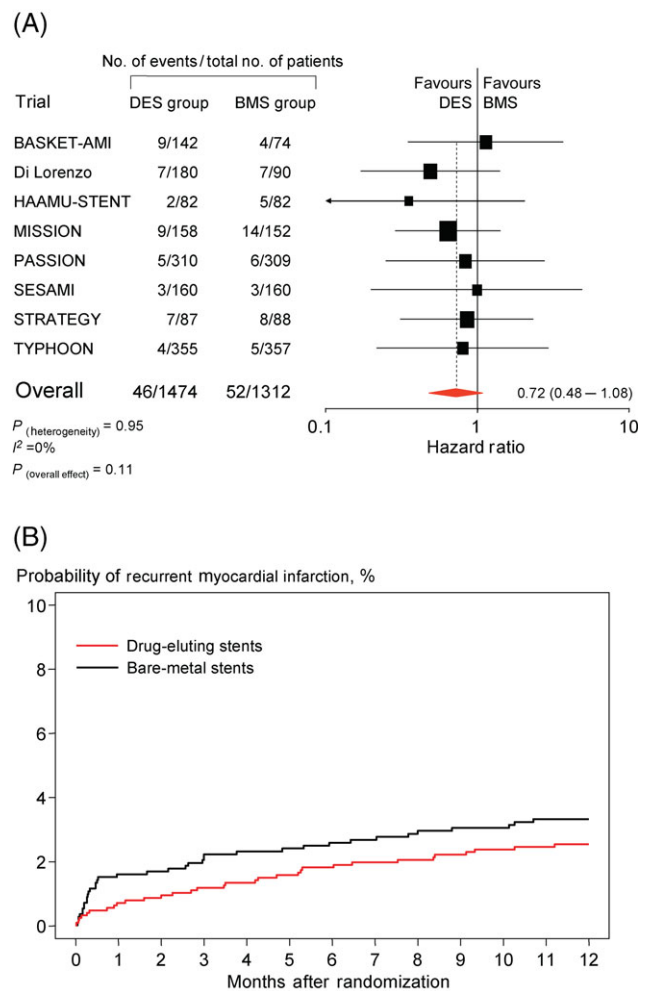 (A)
No. of events/total no. of patients
Favours Favours
Trial DES group BMS group DES BMS
BASKET-AMI 9/142 4/74
Di Lorenzo 7/180 7/90
HAAMU-STENT 2/82 5/82
MISSION 9/158 14/152
PASSION 5/310 6/309
SESAMI 3/160 3/160
STRATEGY 7/87 8/88
TYPHOON 4/355 5/357
Overall 46/1474 52/1312 0.72 (0.48 – 1.08)
P (heterogeneity) = 0.95
0.1 1 10
I² =0%
Hazard ratio
P (overall effect) = 0.11
(B)
Probability of recurrent myocardial infarction, %
10
Drug-eluting stents
Bare-metal stents
8
6
4
2
0
0 1 2 3 4 5 6 7 8 9 10 11 12
Months after randomization